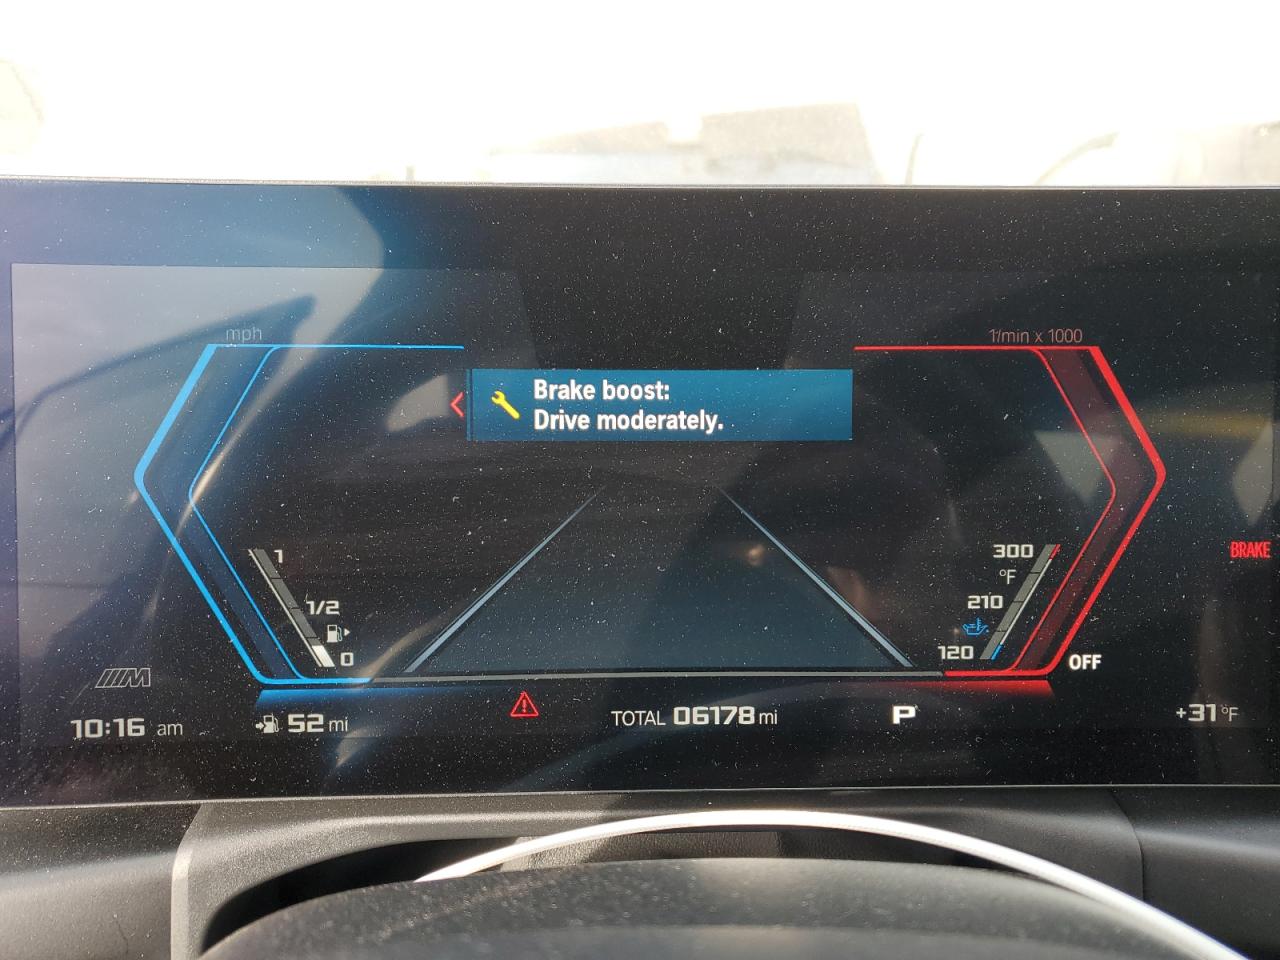 mph
1/min x 1000
Brake boost:
Drive moderately.
1
1/2
0
300
°F
210
120
BRAKE
OFF
M
10:16 am
52 mi
TOTAL 06178 mi
P
+31°F